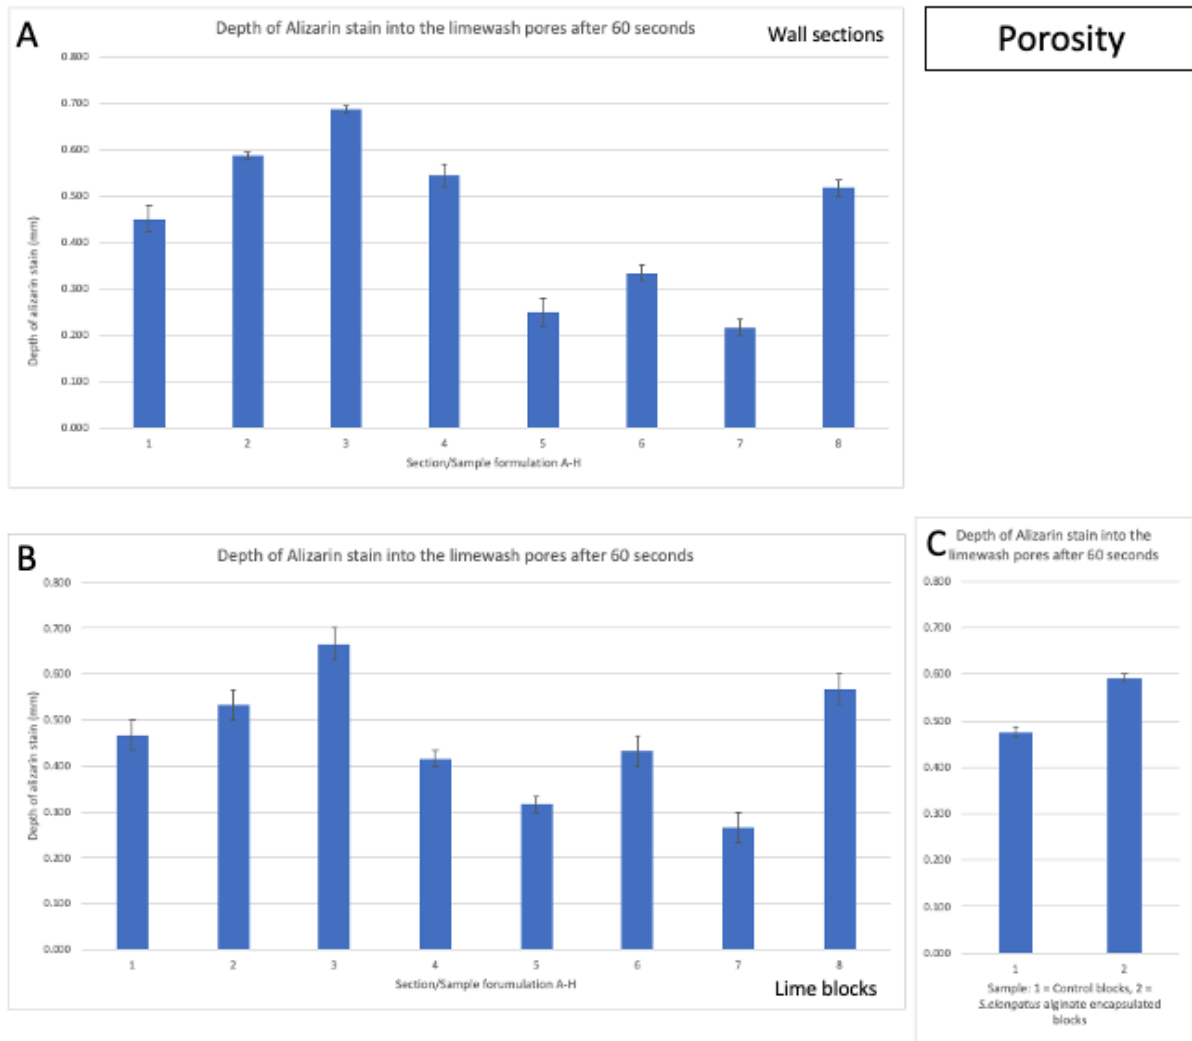 A
Depth of Alizarin stain into the limewash pores after 60 seconds
Wall sections
Porosity
Depth of alizarin stain (mm)
0.800
0.700
0.600
0.500
0.400
0.300
0.200
0.100
0.000
1 2 3 4 5 6 7 8
Section/Sample formulation A-H
B
Depth of Alizarin stain into the limewash pores after 60 seconds
Depth of alizarin stain (mm)
0.800
0.700
0.600
0.500
0.400
0.300
0.200
0.100
0.000
1 2 3 4 5 6 7 8
Section/Sample forumulation A-H
Lime blocks
C
Depth of Alizarin stain into the
limewash pores after 60 seconds
0.800
0.700
0.600
0.500
0.400
0.300
0.200
0.100
0.000
1 2
Sample: 1 = Control blocks, 2 =
S.elongatus alginate encapsulated
blocks